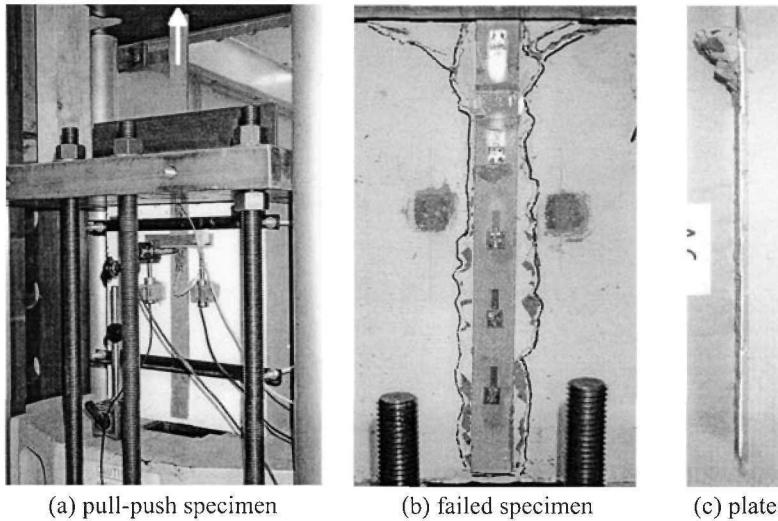 (a) pull-push specimen
(b) failed specimen
(c) plate